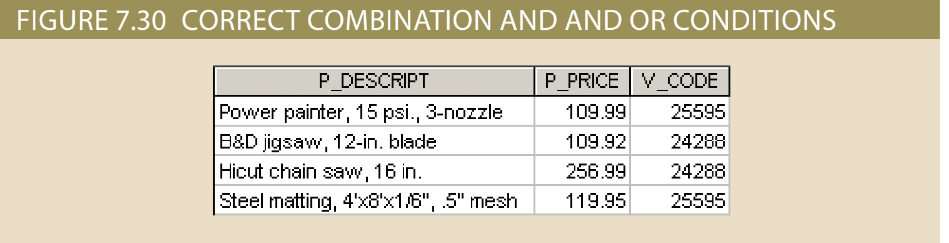 FIGURE 7.30 CORRECT COMBINATION AND AND OR CONDITIONS
P_DESCRIPT P_PRICE V_CODE
Power painter, 15 psi., 3-nozzle 109.99 25595
B&D jigsaw, 12-in. blade 109.92 24288
Hicut chain saw, 16 in. 256.99 24288
Steel matting, 4'x8'x1/6", .5" mesh 119.95 25595